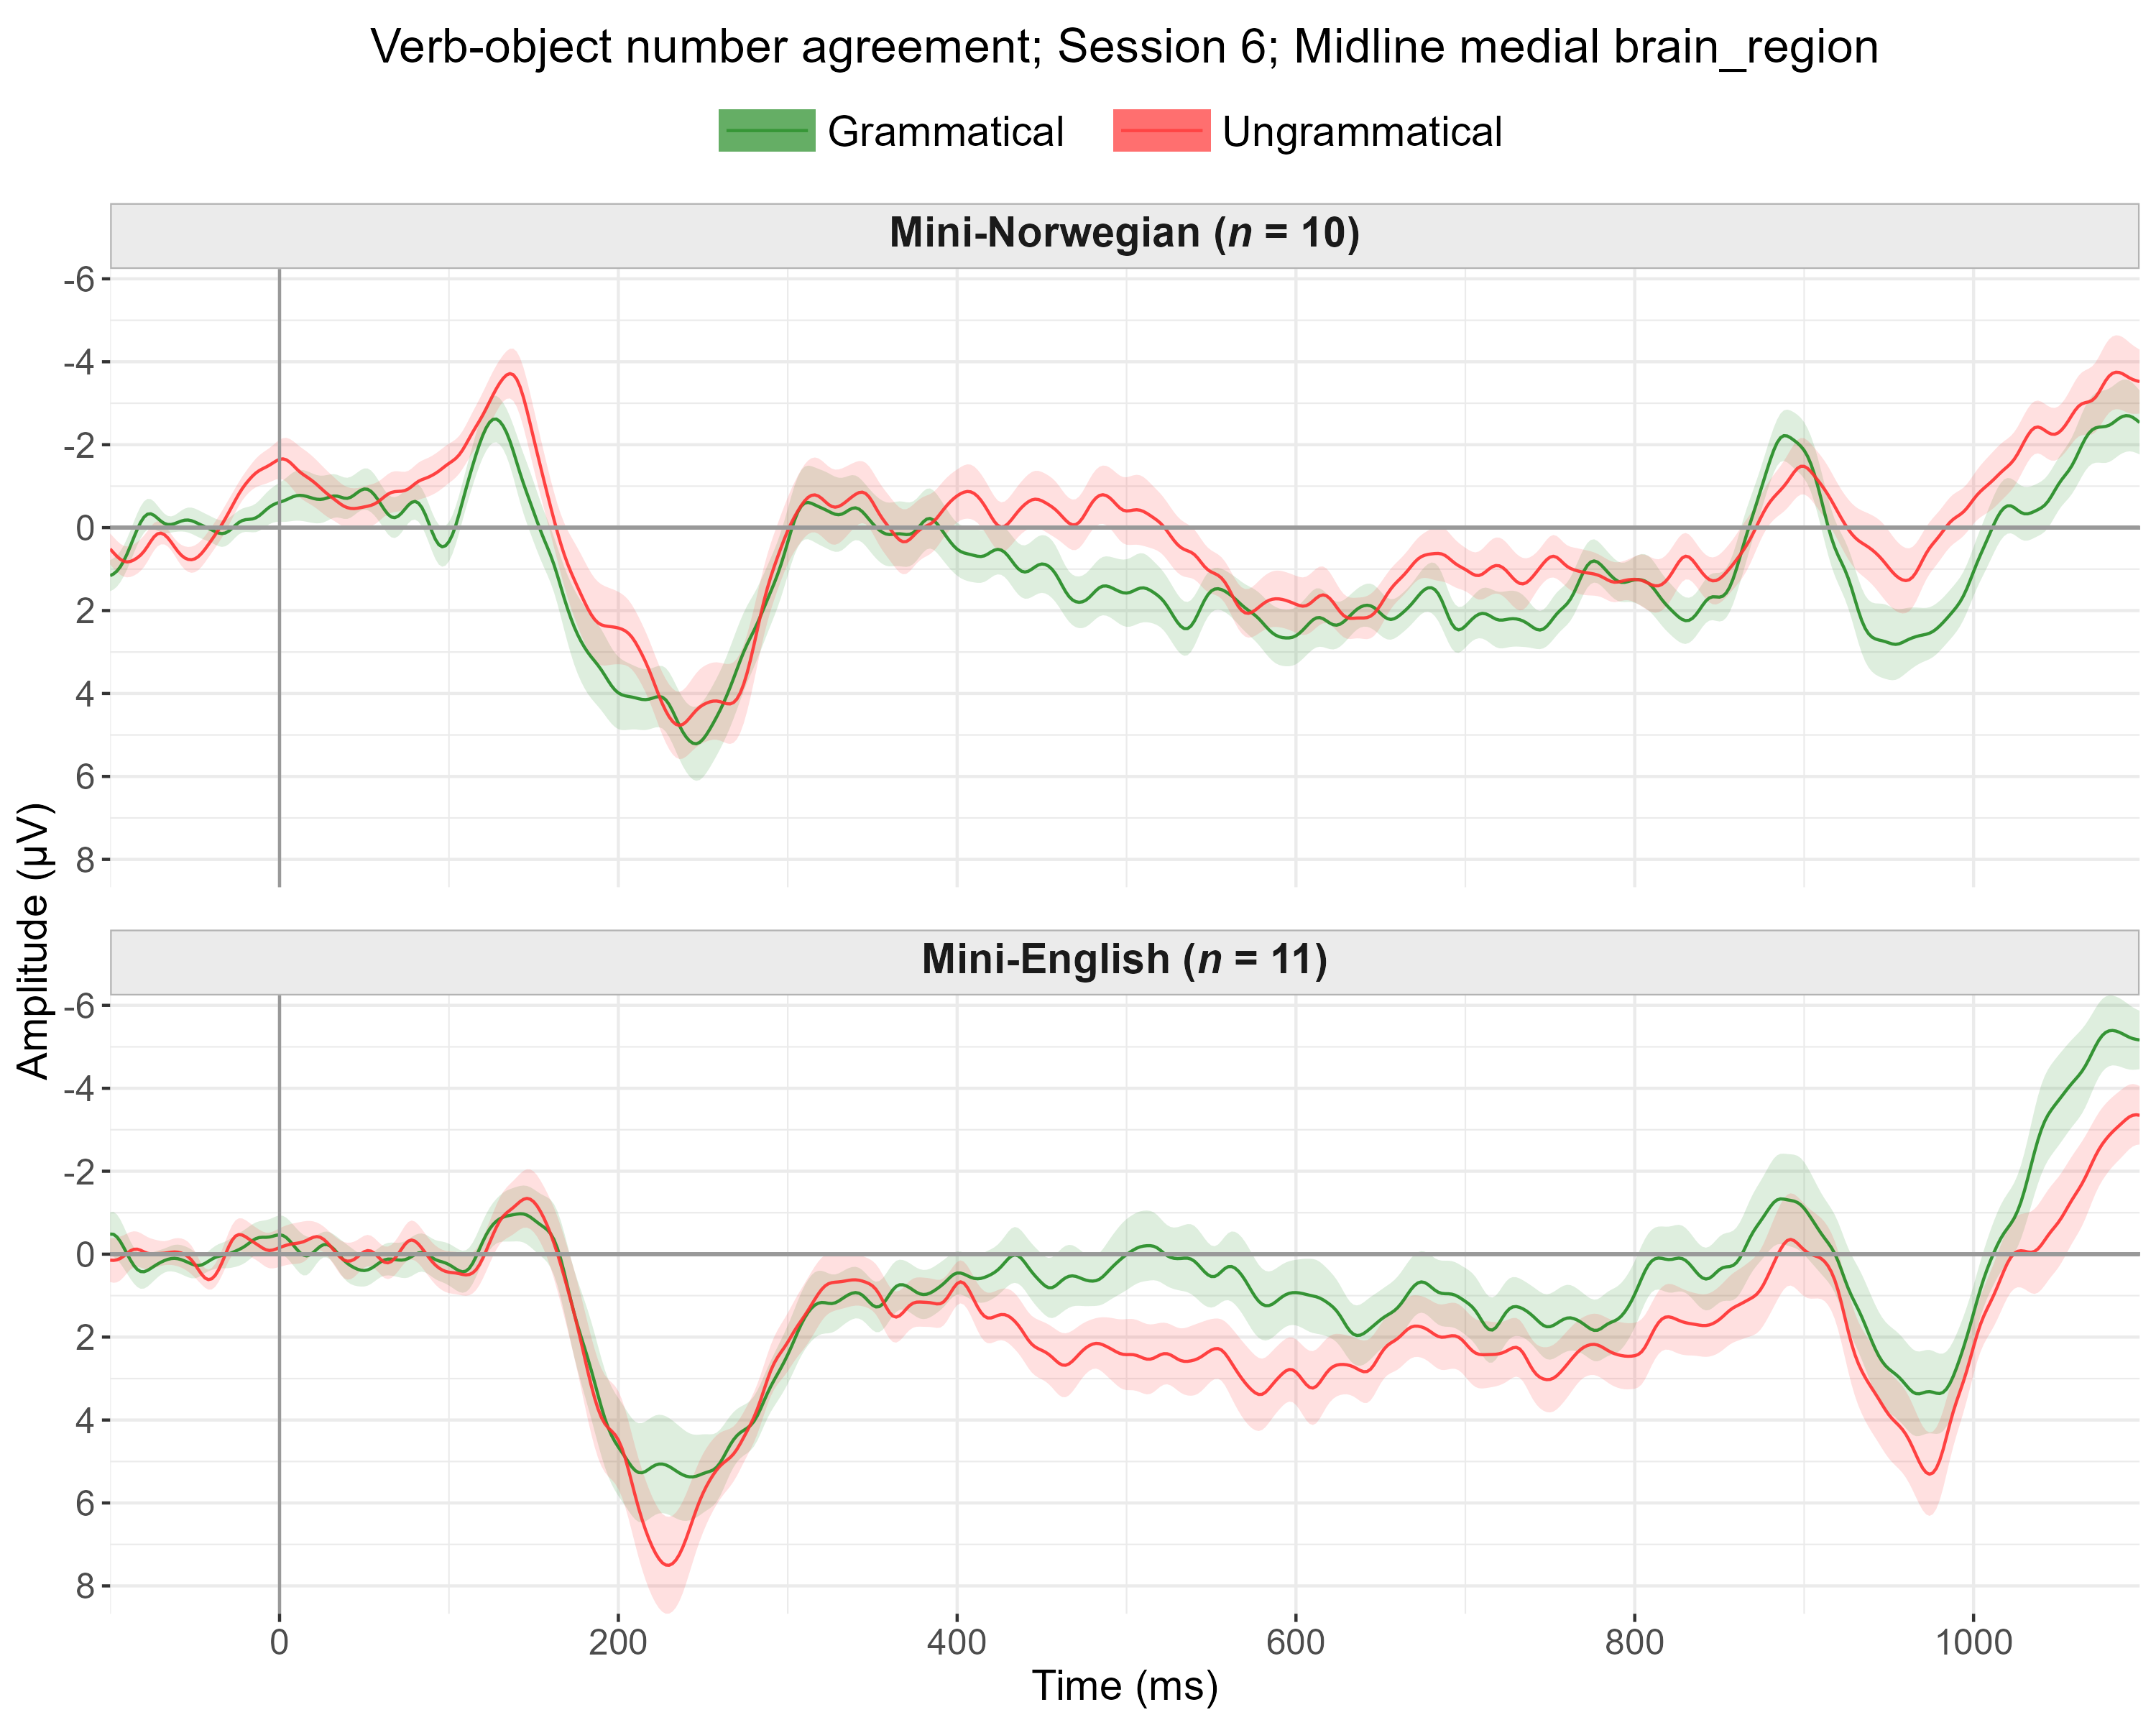 Verb-object number agreement; Session 6; Midline medial brain_region
Grammatical Ungrammatical
Mini-Norwegian (n = 10)
-6
-4
-2
0
2
4
6
8
Amplitude (µV)
Mini-English (n = 11)
-6
-4
-2
0
2
4
6
8
0 200 400 600 800 1000
Time (ms)